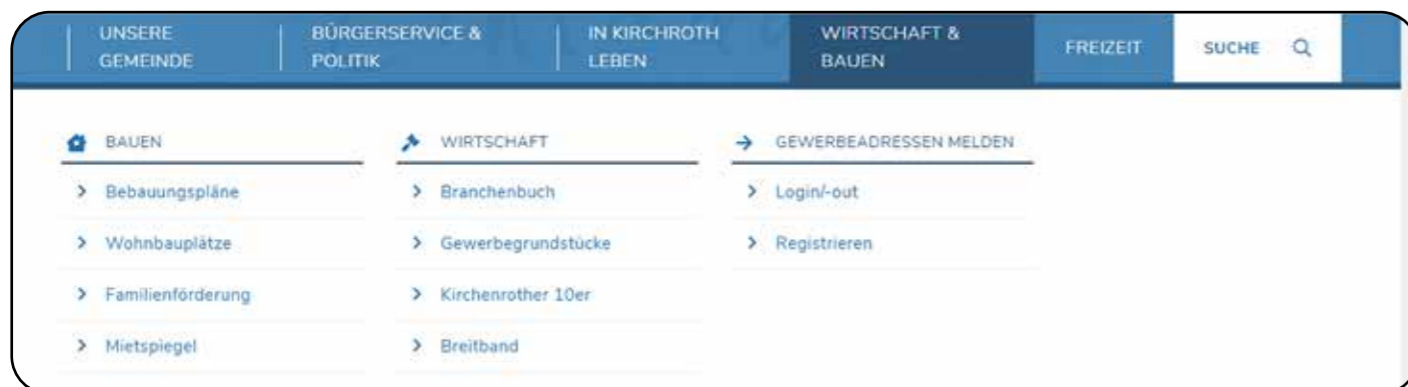 UNSERE
GEMEINDE
BÜRGERSERVICE &
POLITIK
IN KIRCHROTH
LEBEN
WIRTSCHAFT &
BAUEN
FREIZEIT
SUCHE
BAUEN
Bebauungspläne
Wohnbauplätze
Familienförderung
Mietspiegel
WIRTSCHAFT
Branchenbuch
Gewerbegrundstücke
Kirchenrother 10er
Breitband
GEWERBEADRESSEN MELDEN
Login/-out
Registrieren